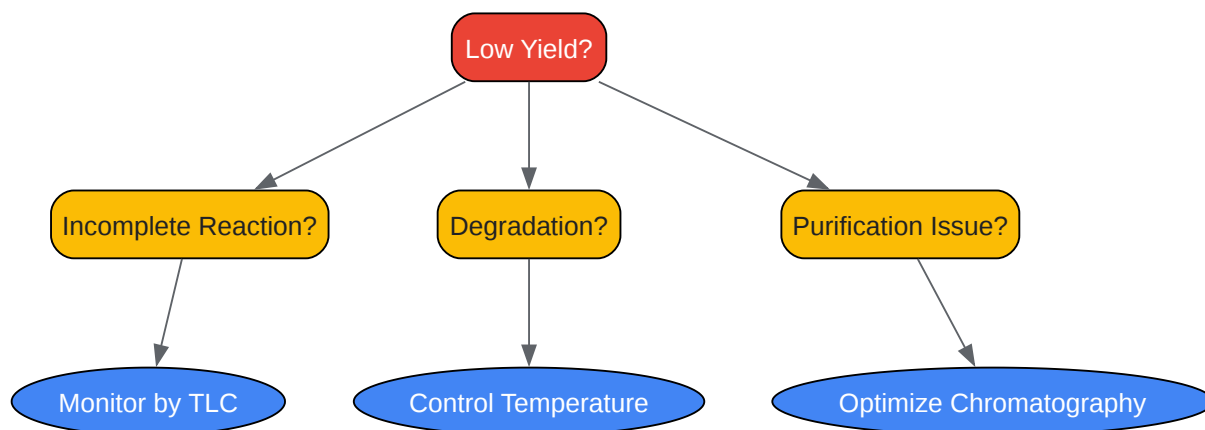 Low Yield?
Incomplete Reaction?
Degradation?
Purification Issue?
Monitor by TLC
Control Temperature
Optimize Chromatography